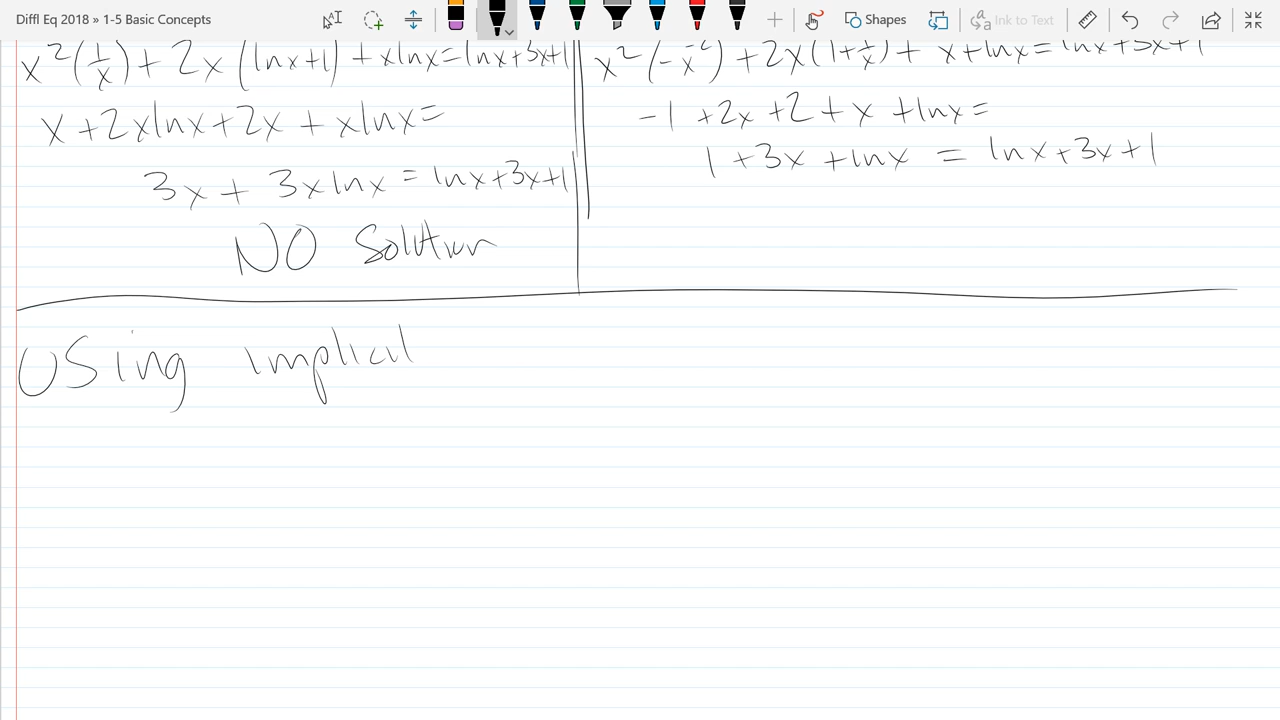 Diffl Eq 2018 » 1-5 Basic Concepts
Shapes
Ink to Text
x²(1/x) + 2x(lnx+1) + xlnx = lnx+3x+1
x + 2xlnx + 2x + xlnx =
3x + 3xlnx = lnx+3x+1
NO Solution
x²(-x⁻²) + 2x(1+1/x) + x+lnx = lnx+3x+1
-1 + 2x + 2 + x + lnx =
1 + 3x + lnx = lnx+3x+1
Using implicit